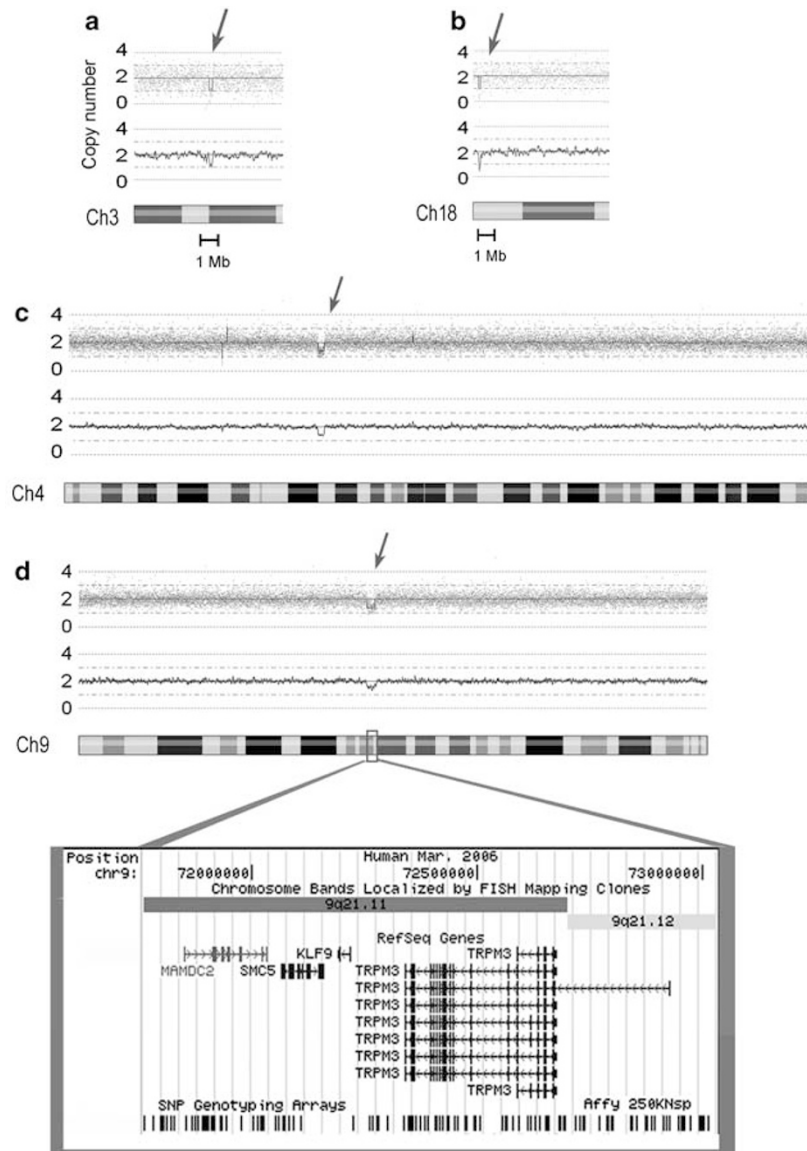 a
4
2
0
4
2
0
Copy number
Ch3
1 Mb
b
4
2
0
4
2
0
Ch18
1 Mb
c
4
2
0
4
2
0
Ch4
d
4
2
0
4
2
0
Ch9
Position Human Mar. 2006
chr9: 72000000| 72500000| 73000000|
Chromosome Bands Localized by FISH Mapping Clones
9q21.11
9q21.12
RefSeq Genes
KLF9 TRPM3
MAMDC2 SMC5 TRPM3
TRPM3
TRPM3
TRPM3
TRPM3
TRPM3
TRPM3
SNP Genotyping Arrays Affy 250KNsp